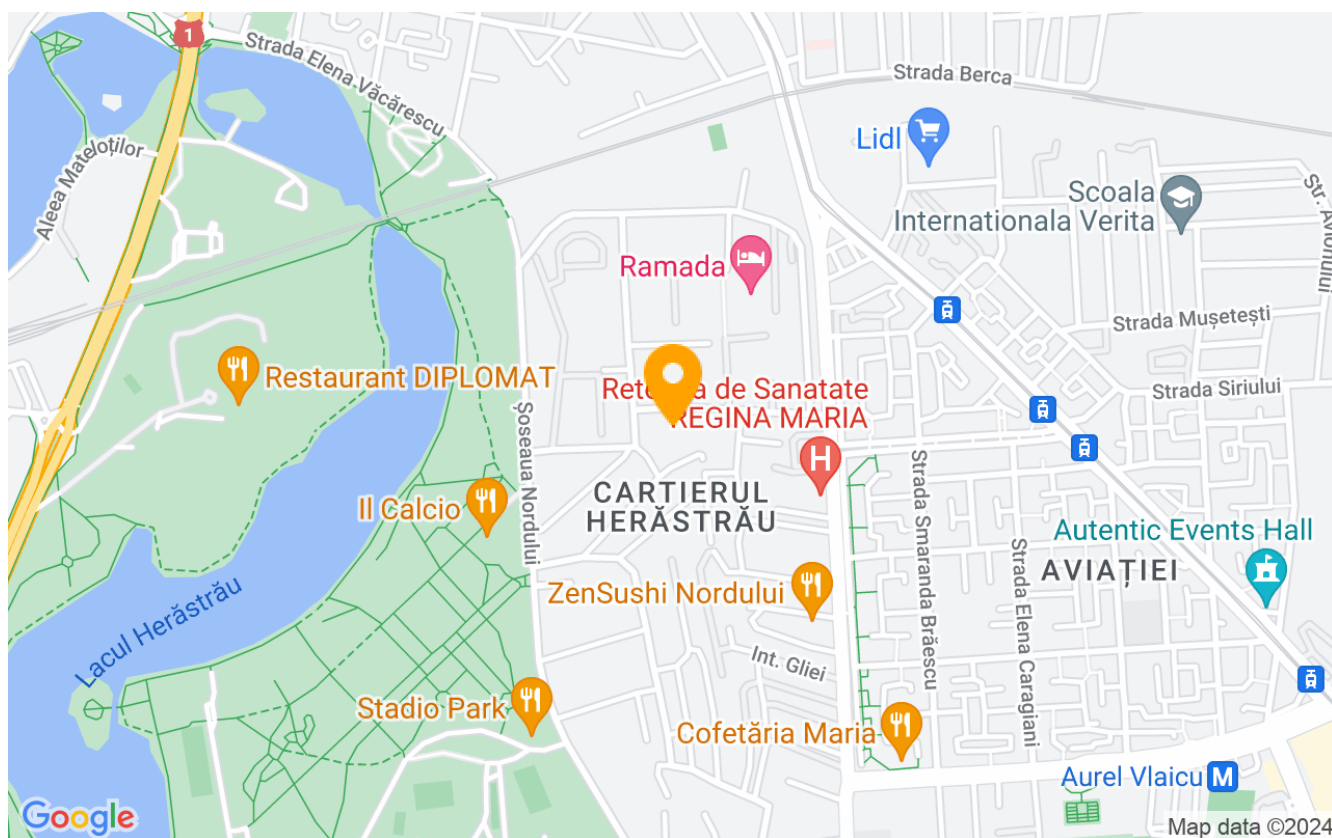 1
Strada Elena Văcărescu
Strada Berca
Lidl
Aleea Mateloților
Scoala
Internationala Verita
Str. Avionului
Ramada
Strada Mușetești
Restaurant DIPLOMAT
de Sanatate
REGINA MARIA
Strada Siriului
Șoseaua Nordului
H
CARTIERUL
HERĂSTRĂU
Il Calcio
Strada Smaranda Brăescu
Autentic Events Hall
AVIAȚIEI
Strada Elena Caragiani
ZenSushi Nordului
Lacul Herăstrău
Int. Gliei
Stadio Park
Cofetăria Maria
Aurel Vlaicu M
Google
Map data ©2024